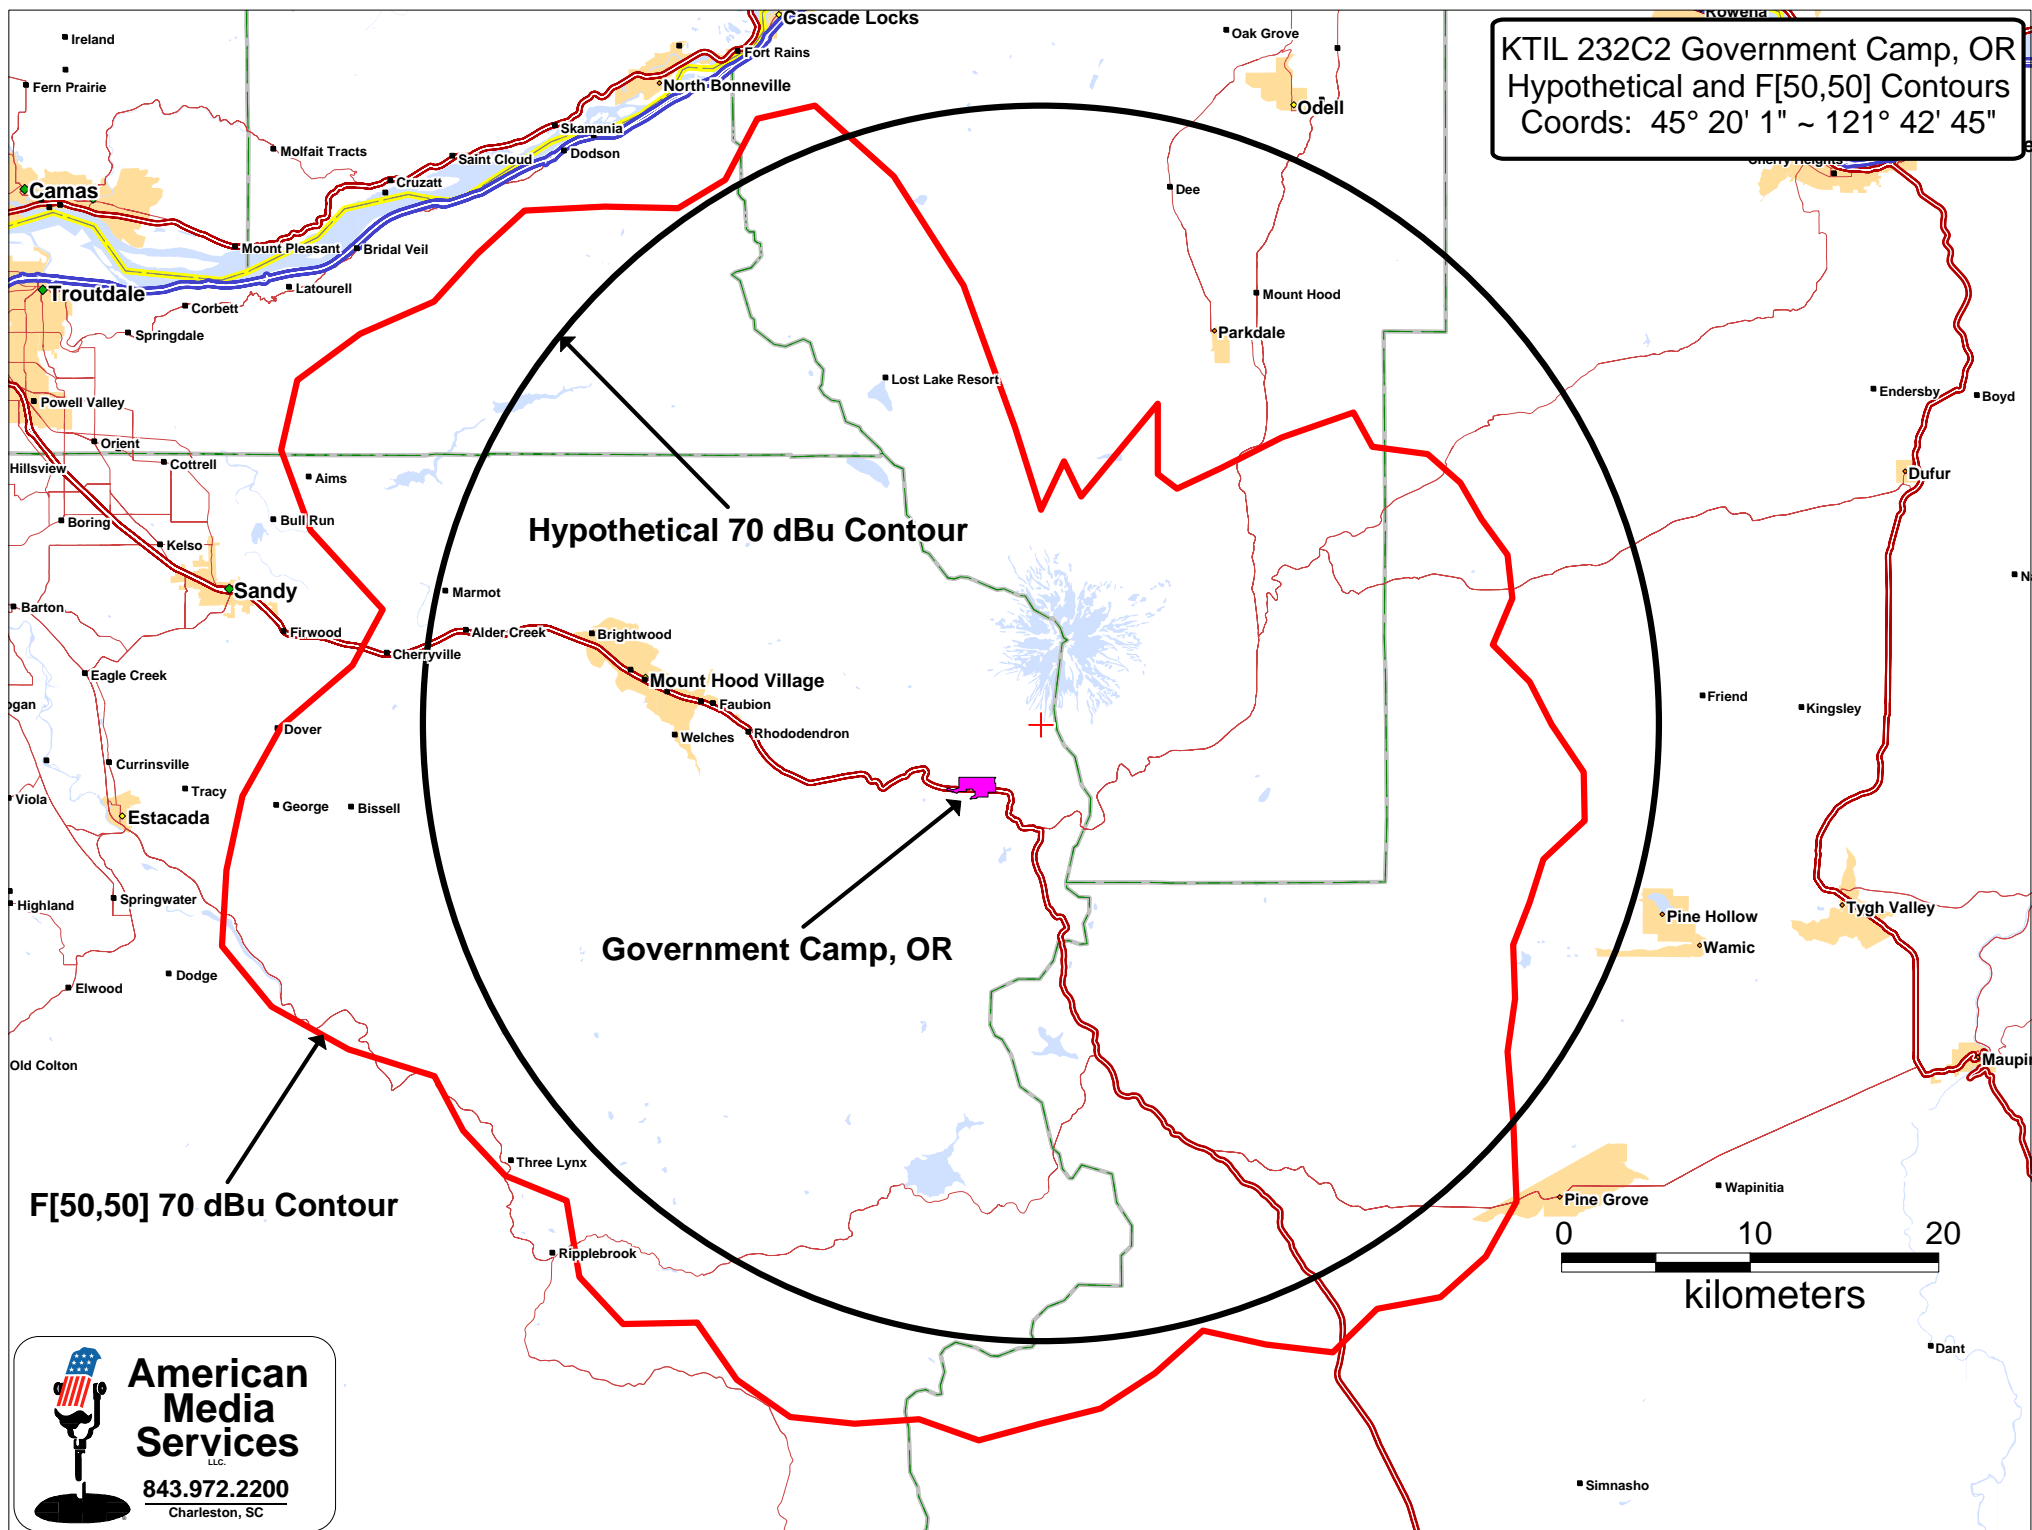 Cascade Locks
Rowena
Ireland
Oak Grove
KTIL 232C2 Government Camp, OR
Hypothetical and F[50,50] Contours
Coords:  45° 20' 1" ~ 121° 42' 45"
Fort Rains
Fern Prairie
North Bonneville
Odell
Skamania
Molfait Tracts
Saint Cloud
Dodson
Cherry Heights
Cruzatt
Camas
Dee
Mount Pleasant
Bridal Veil
Latourell
Troutdale
Mount Hood
Corbett
Springdale
Parkdale
Lost Lake Resort
Endersby
Boyd
Powell Valley
Orient
Cottrell
Hillsview
Dufur
Aims
Boring
Bull Run
Hypothetical 70 dBu Contour
Kelso
Sandy
Marmot
Barton
Firwood
Alder Creek
Brightwood
Cherryville
Eagle Creek
Mount Hood Village
Faubion
Friend
Kingsley
Dover
Welches
Rhododendron
Currinsville
Tracy
Viola
George
Bissell
Estacada
Springwater
Highland
Pine Hollow
Tygh Valley
Wamic
Government Camp, OR
Dodge
Elwood
Old Colton
Maupin
Three Lynx
F[50,50] 70 dBu Contour
Wapinitia
Pine Grove
Ripplebrook
0 10 20
kilometers
Dant
American
Media
Services
LLC.
843.972.2200
Charleston, SC
Simnasho